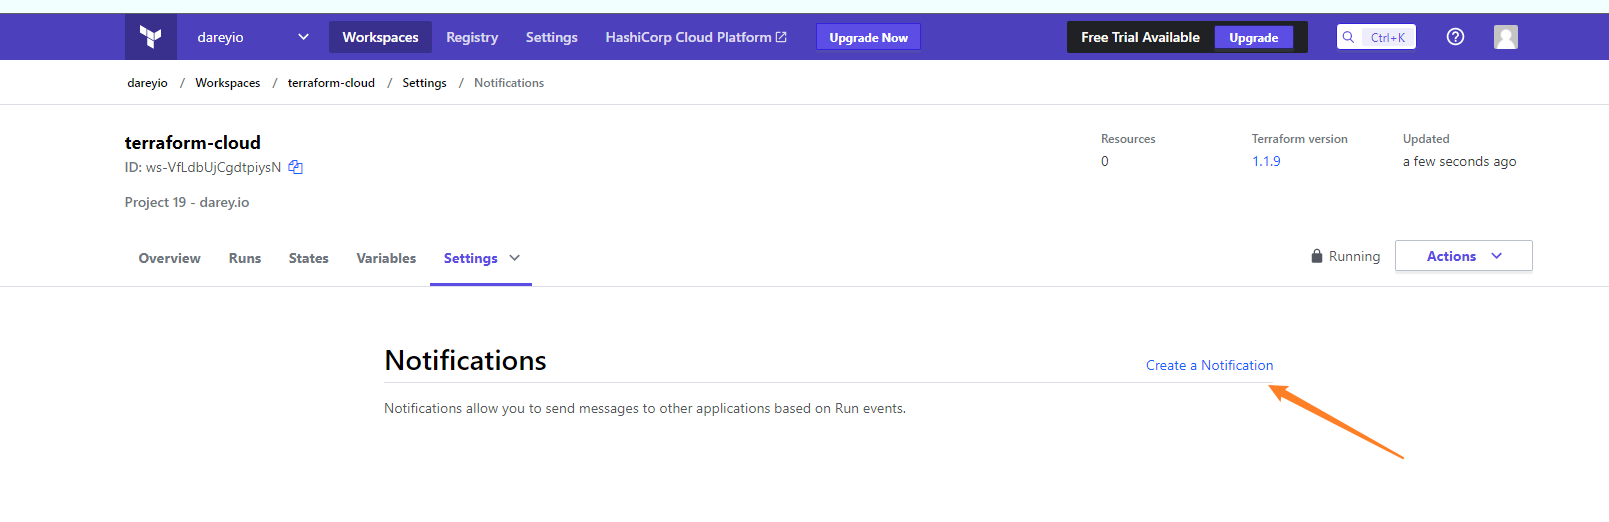 dareyio Workspaces Registry Settings HashiCorp Cloud Platform Upgrade Now Free Trial Available Upgrade Ctrl+K
dareyio / Workspaces / terraform-cloud / Settings / Notifications
terraform-cloud
ID: ws-VfLdbUjCgdtpiysN
Project 19 - darey.io
Resources
0
Terraform version
1.1.9
Updated
a few seconds ago
Overview Runs States Variables Settings Running Actions
Notifications Create a Notification
Notifications allow you to send messages to other applications based on Run events.